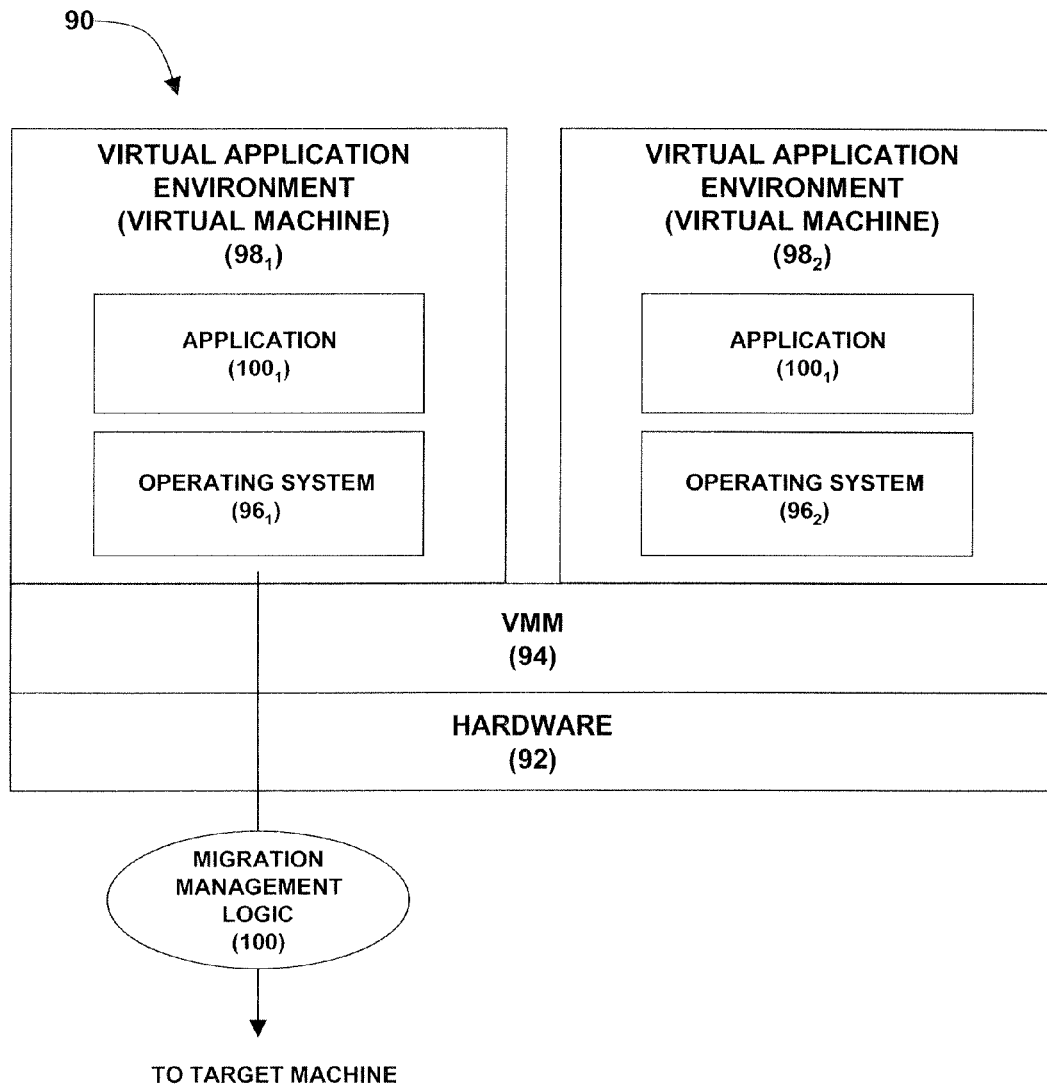 90
VIRTUAL APPLICATION
ENVIRONMENT
(VIRTUAL MACHINE)
(98₁)
APPLICATION
(100₁)
OPERATING SYSTEM
(96₁)
VIRTUAL APPLICATION
ENVIRONMENT
(VIRTUAL MACHINE)
(98₂)
APPLICATION
(100₁)
OPERATING SYSTEM
(96₂)
VMM
(94)
HARDWARE
(92)
MIGRATION
MANAGEMENT
LOGIC
(100)
TO TARGET MACHINE